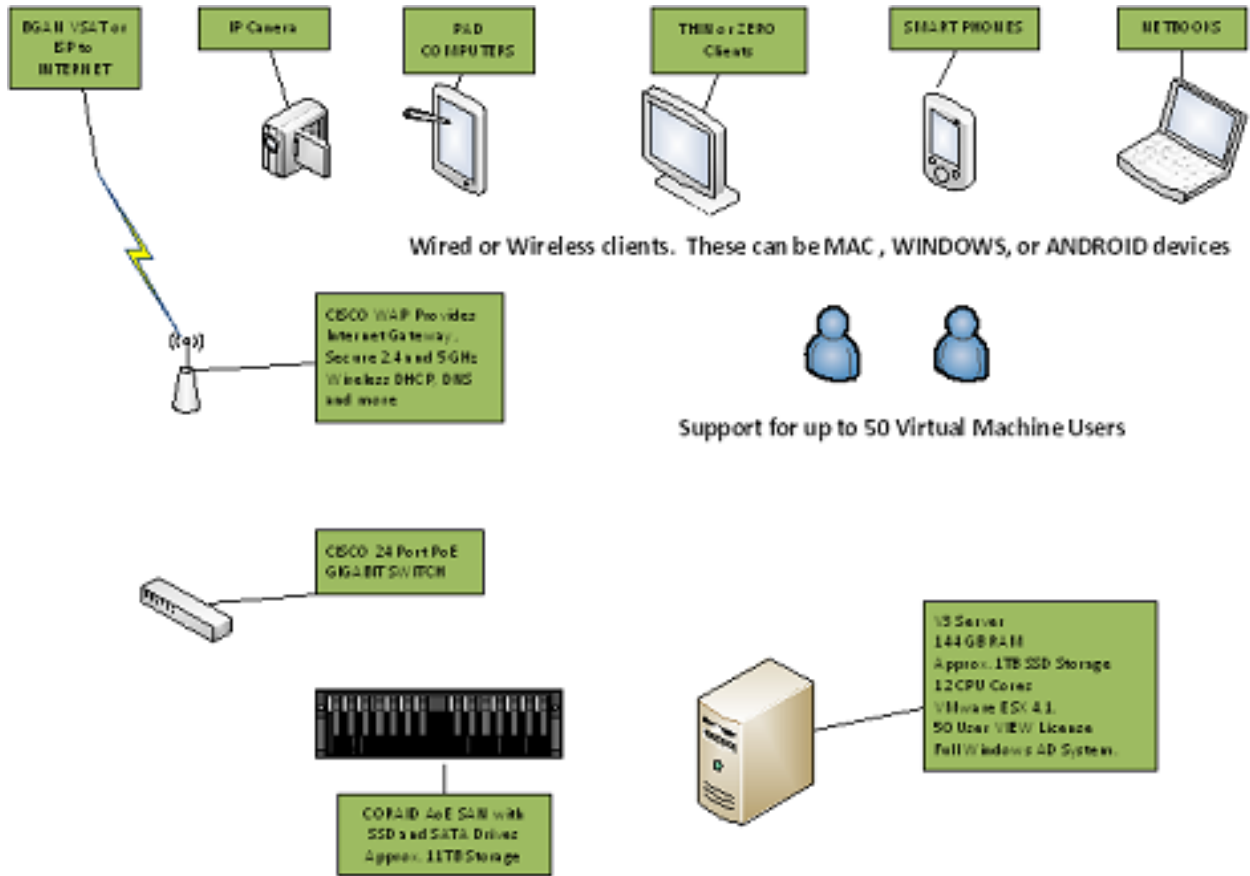 BGAN VSAT or
ISP to
INTERNET
IP Camera
PAD
COMPUTERS
THIN or ZERO
Clients
SMART PHONES
NETBOOKS
Wired or Wireless clients.  These can be MAC , WINDOWS, or ANDROID devices
CISCO WAP Provides
Internet Gateway.
Secure 2.4 and 5 GHz
Wireless DHCP, DNS
and more
Support for up to 50 Virtual Machine Users
CISCO 24 Port PoE
GIGABIT SWITCH
V3 Server
144 GB RAM
Approx. 1TB SSD Storage
12 CPU Cores
VMware ESX 4.1.
50 User VIEW License
Full Windows AD System.
CORAID AoE SAN with
SSD and SATA Drives
Approx. 11TB Storage